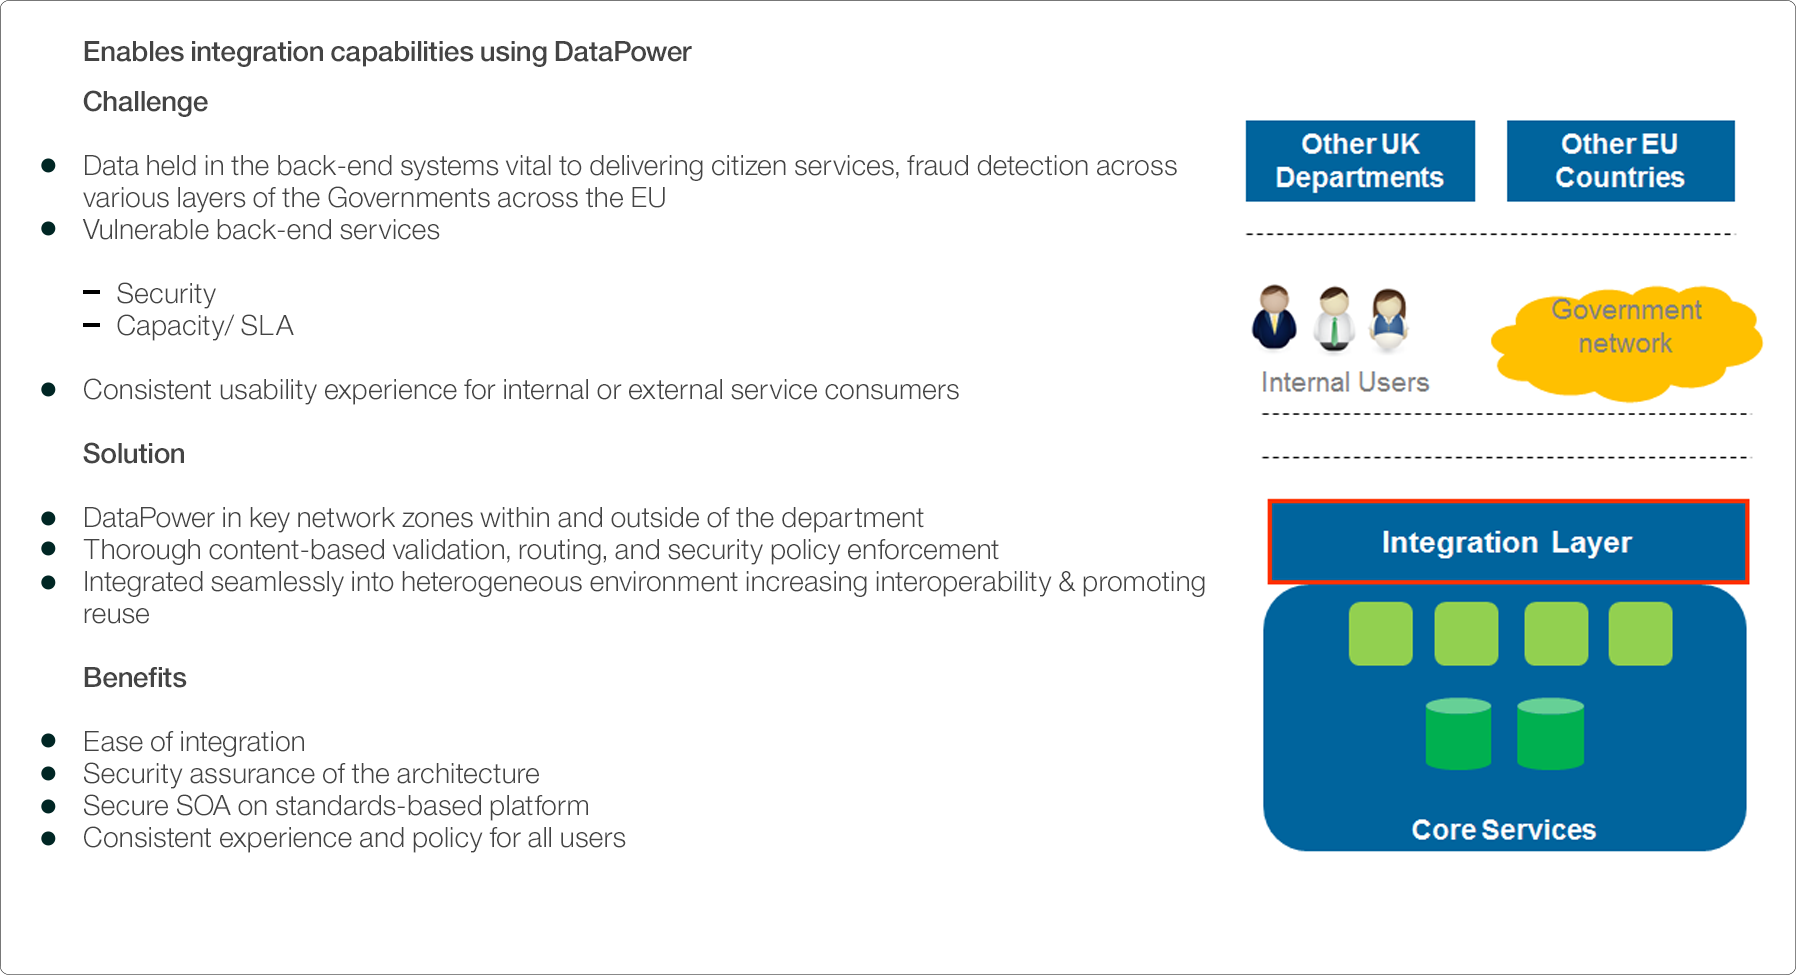 Enables integration capabilities using DataPower
Challenge
Data held in the back-end systems vital to delivering citizen services, fraud detection across
various layers of the Governments across the EU
Vulnerable back-end services
Security
Capacity/ SLA
Consistent usability experience for internal or external service consumers
Solution
DataPower in key network zones within and outside of the department
Thorough content-based validation, routing, and security policy enforcement
Integrated seamlessly into heterogeneous environment increasing interoperability & promoting
reuse
Benefits
Ease of integration
Security assurance of the architecture
Secure SOA on standards-based platform
Consistent experience and policy for all users
Other UK
Departments
Other EU
Countries
Internal Users
Government
network
Integration Layer
Core Services